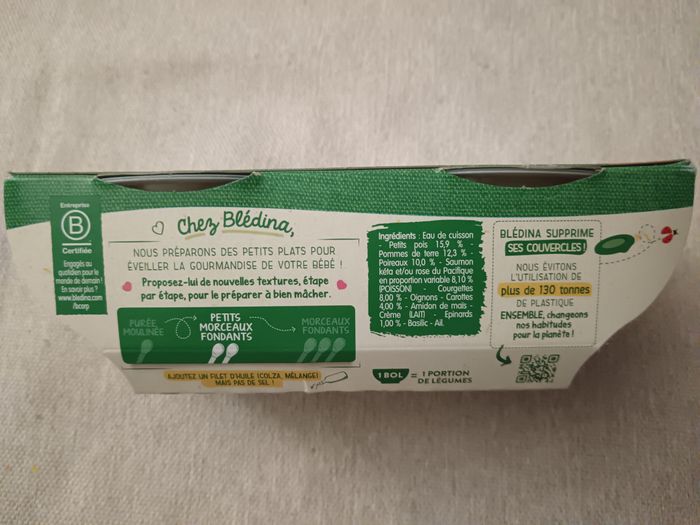 Entreprise
B
Certifiée
Engagés au
quotidien pour le
monde de demain !
En savoir plus ?
www.bledina.com
/bcorp
Chez Blédina,
NOUS PRÉPARONS DES PETITS PLATS POUR
ÉVEILLER LA GOURMANDISE DE VOTRE BÉBÉ !
Proposez-lui de nouvelles textures, étape
par étape, pour le préparer à bien mâcher.
PURÉE
MOULINÉE
PETITS
MORCEAUX
FONDANTS
MORCEAUX
FONDANTS
AJOUTEZ UN FILET D'HUILE (COLZA, MÉLANGE)
MAIS PAS DE SEL !
Ingrédients : Eau de cuisson
- Petits pois 15,9 % -
Pommes de terre 12,3 % -
Poireaux 10,0 % - Saumon
kéta et/ou rose du Pacifique
en proportion variable 8,10 %
(POISSON) - Courgettes
8,00 % - Oignons - Carottes
4,00 % - Amidon de maïs -
Crème (LAIT) - Epinards
1,00 % - Basilic - Ail.
1 BOL = 1 PORTION
DE LÉGUMES
BLÉDINA SUPPRIME
SES COUVERCLES !
NOUS ÉVITONS
L'UTILISATION DE
plus de 130 tonnes
DE PLASTIQUE
ENSEMBLE, changeons
nos habitudes
pour la planète !